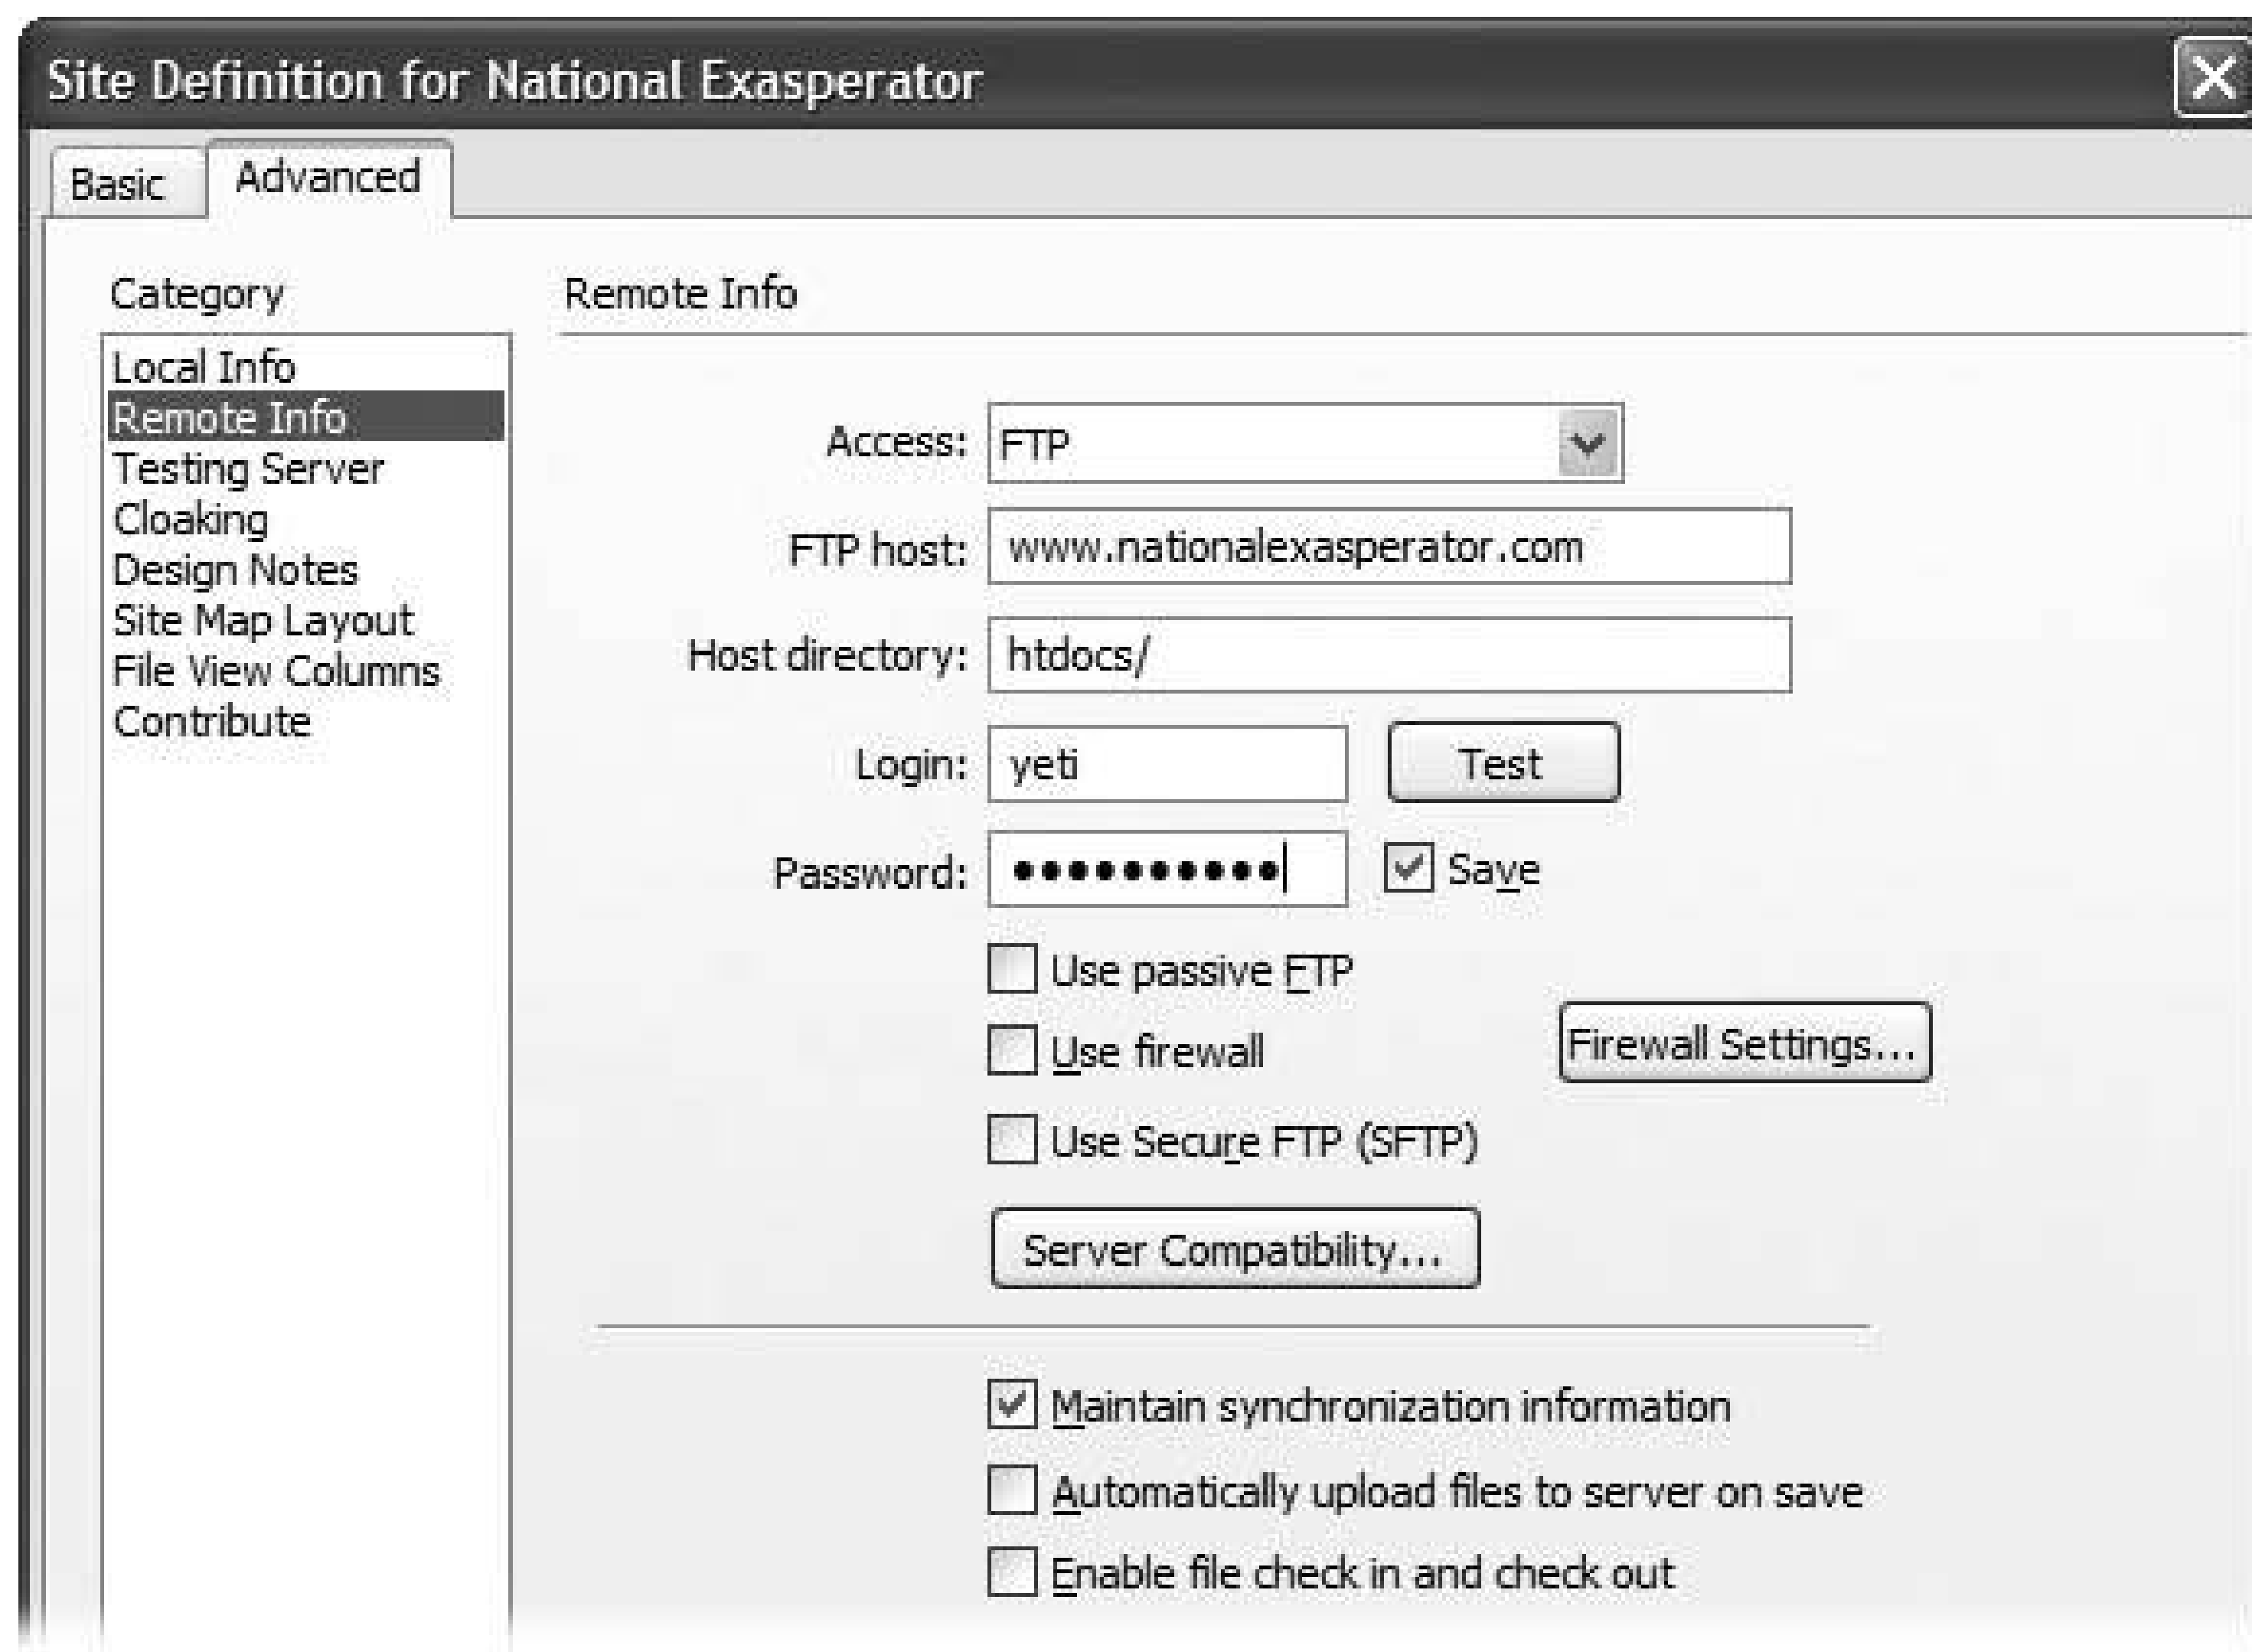 Site Definition for National Exasperator
Basic
Advanced
Category
Local Info
Remote Info
Testing Server
Cloaking
Design Notes
Site Map Layout
File View Columns
Contribute
Remote Info
Access: FTP
FTP host: www.nationalexasperator.com
Host directory: htdocs/
Login: yeti
Test
Password: ••••••••••
Save
Use passive FTP
Use firewall
Firewall Settings...
Use Secure FTP (SFTP)
Server Compatibility...
Maintain synchronization information
Automatically upload files to server on save
Enable file check in and check out